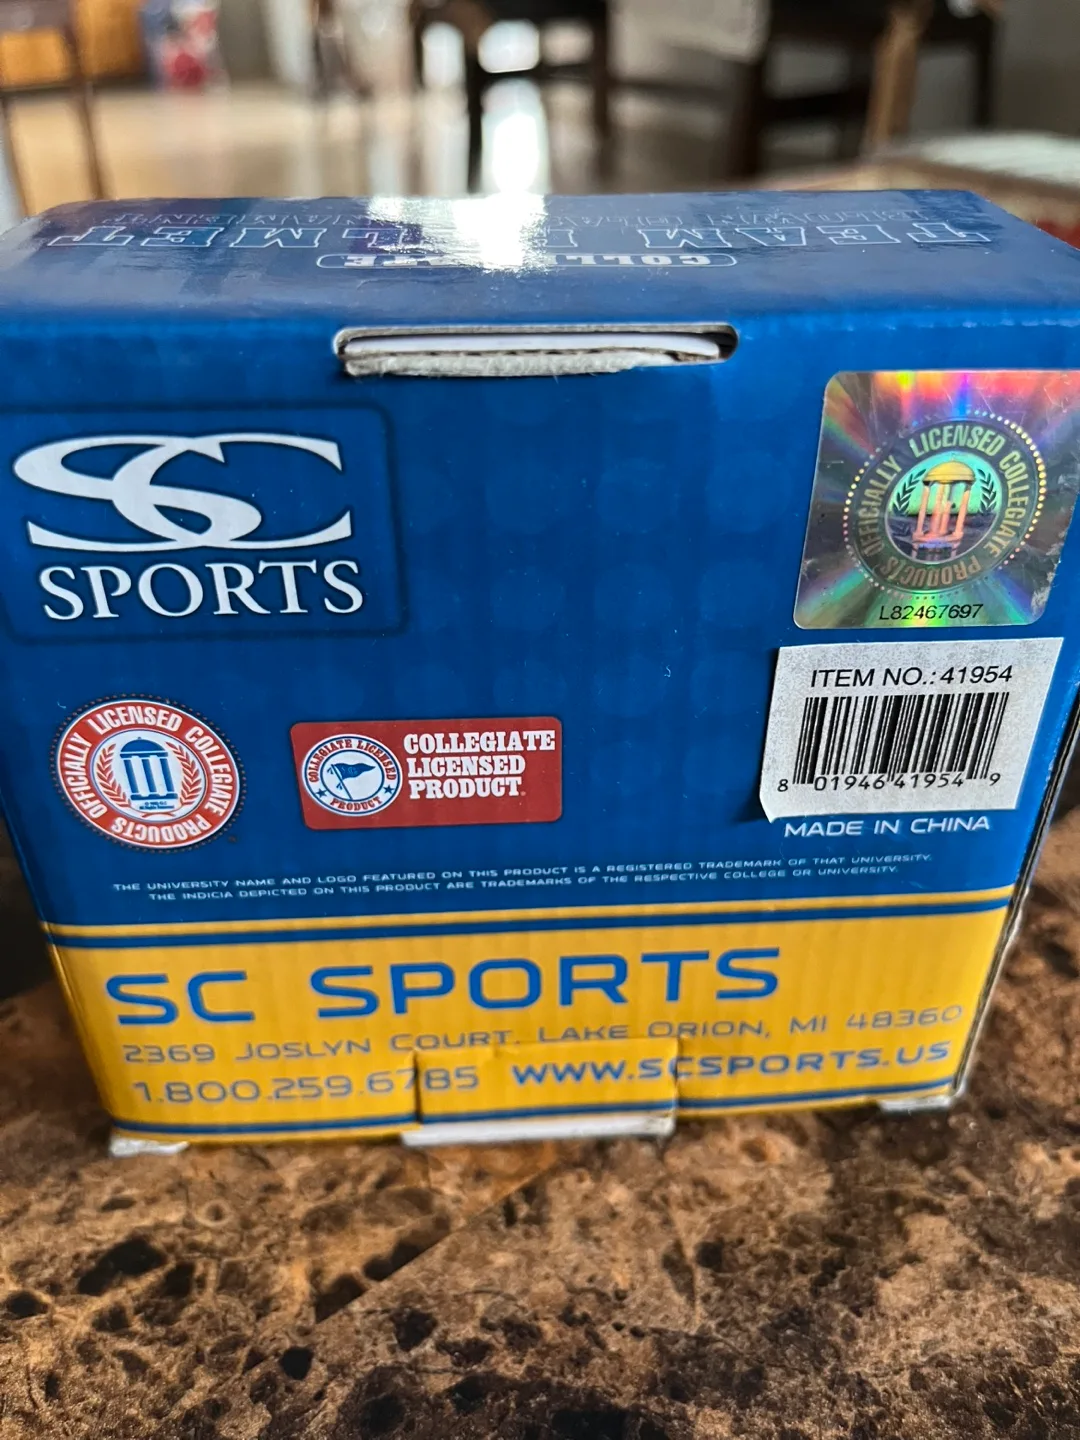 TEAM HELMET
COLLEGIATE
SC
SPORTS
OFFICIALLY LICENSED COLLEGIATE PRODUCTS
L82467697
ITEM NO.:41954
8 01946 41954 9
MADE IN CHINA
OFFICIALLY LICENSED COLLEGIATE PRODUCTS
COLLEGIATE LICENSED PRODUCT
COLLEGIATE
LICENSED
PRODUCT
THE UNIVERSITY NAME AND LOGO FEATURED ON THIS PRODUCT IS A REGISTERED TRADEMARK OF THAT UNIVERSITY.
THE INDICIA DEPICTED ON THIS PRODUCT ARE TRADEMARKS OF THE RESPECTIVE COLLEGE OR UNIVERSITY.
SC SPORTS
2369 JOSLYN COURT, LAKE ORION, MI 48360
1.800.259.6785 WWW.SCSPORTS.US